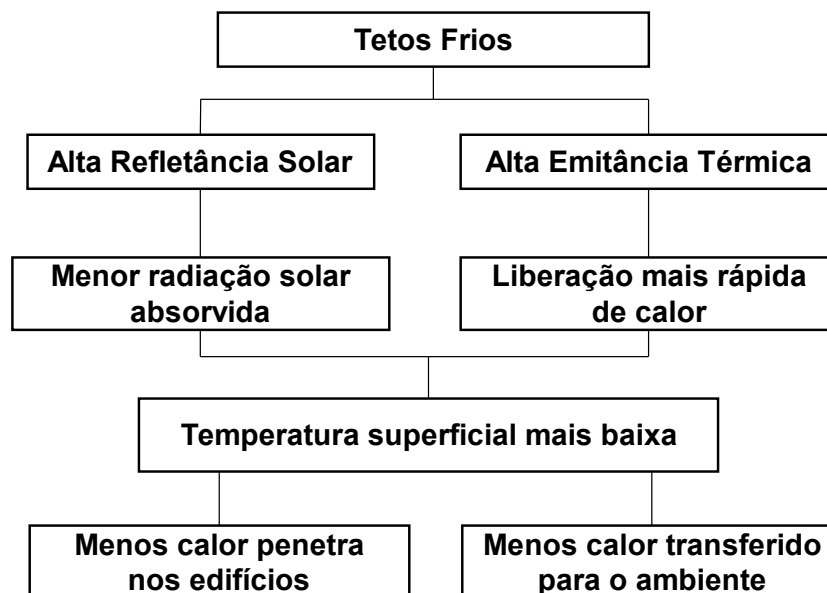 Tetos Frios
Alta Refletância Solar
Alta Emitância Térmica
Menor radiação solar
absorvida
Liberação mais rápida
de calor
Temperatura superficial mais baixa
Menos calor penetra
nos edifícios
Menos calor transferido
para o ambiente